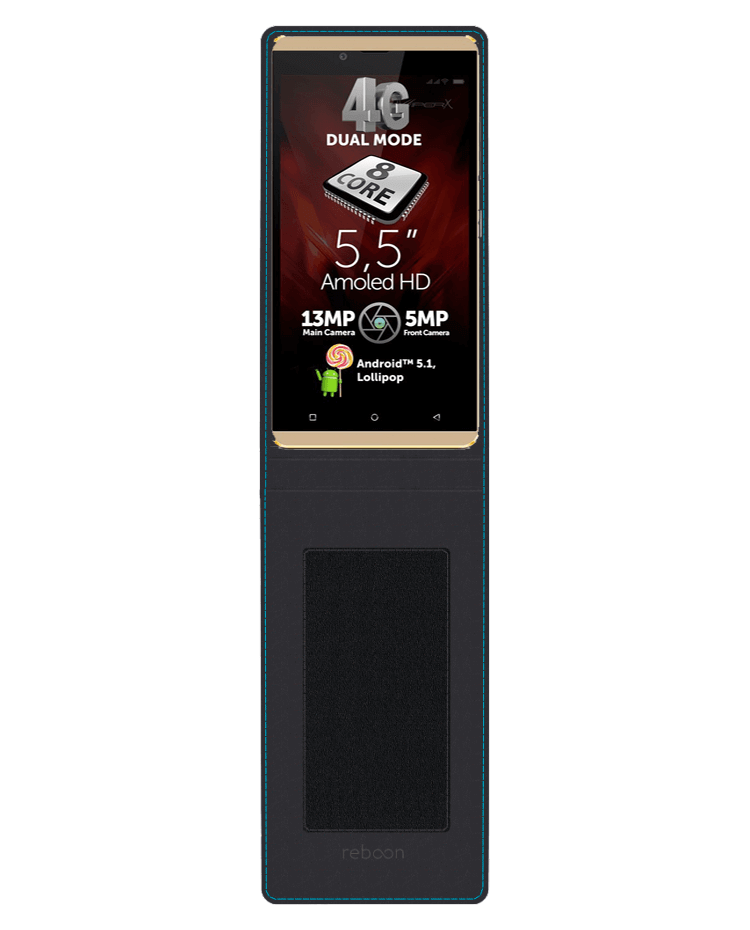 4G
DUAL MODE
8
CORE
5,5”
Amoled HD
13MP
Main Camera
5MP
Front Camera
Android™ 5.1,
Lollipop
reboon